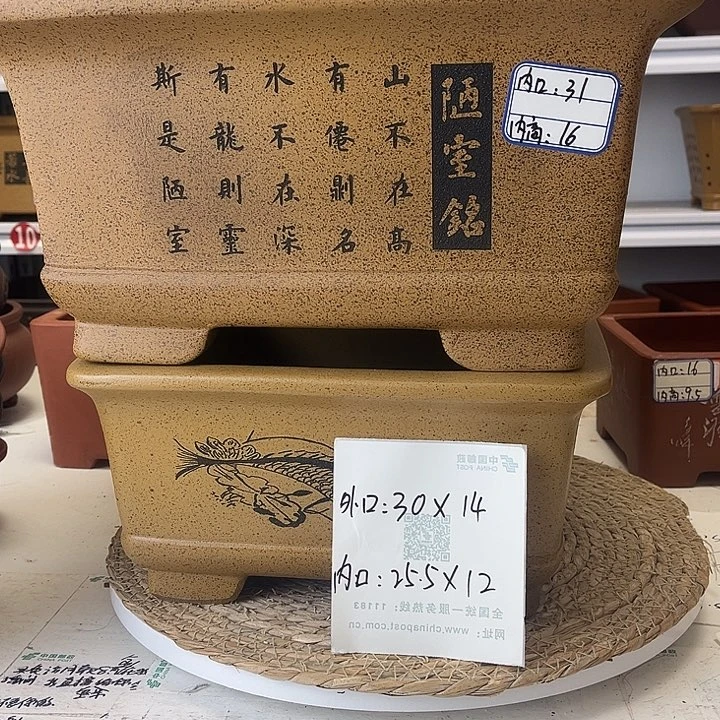 陋室銘
山不在高
有僊剘名
水不在深
有龍則靈
斯是陋室
内口:31
内高:16
10
内口:16
内高:9.5
中国邮政
CHINA POST
外口:30X14
内口:25.5X12
全国统一服务热线:11183
网址:www.chinapost.com.cn